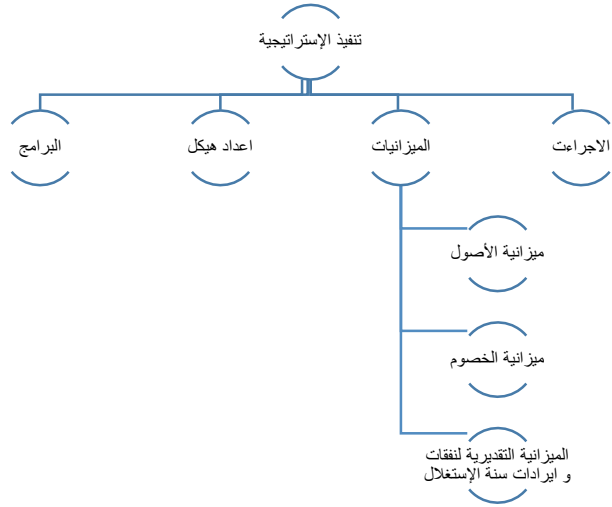 تنفيذ الإستراتيجية
الاجراءت
الميزانيات
اعداد هيكل
البرامج
ميزانية الأصول
ميزانية الخصوم
الميزانية التقديرية لنفقات
و ايرادات سنة الإستغلال